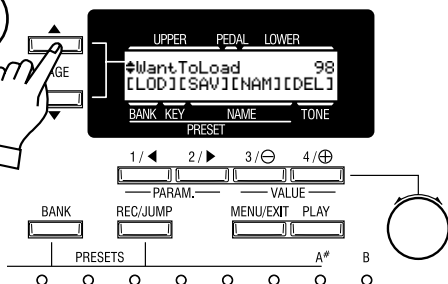 UPPER PEDAL LOWER
WantToLoad 98
[LOD][SAV][NAM][DEL]
BANK KEY NAME TONE
PRESET
AGE
1/◀ 2/▶ 3/⊖ 4/⊕
PARAM. VALUE
BANK REC/JUMP MENU/EXIT PLAY
PRESETS A# B